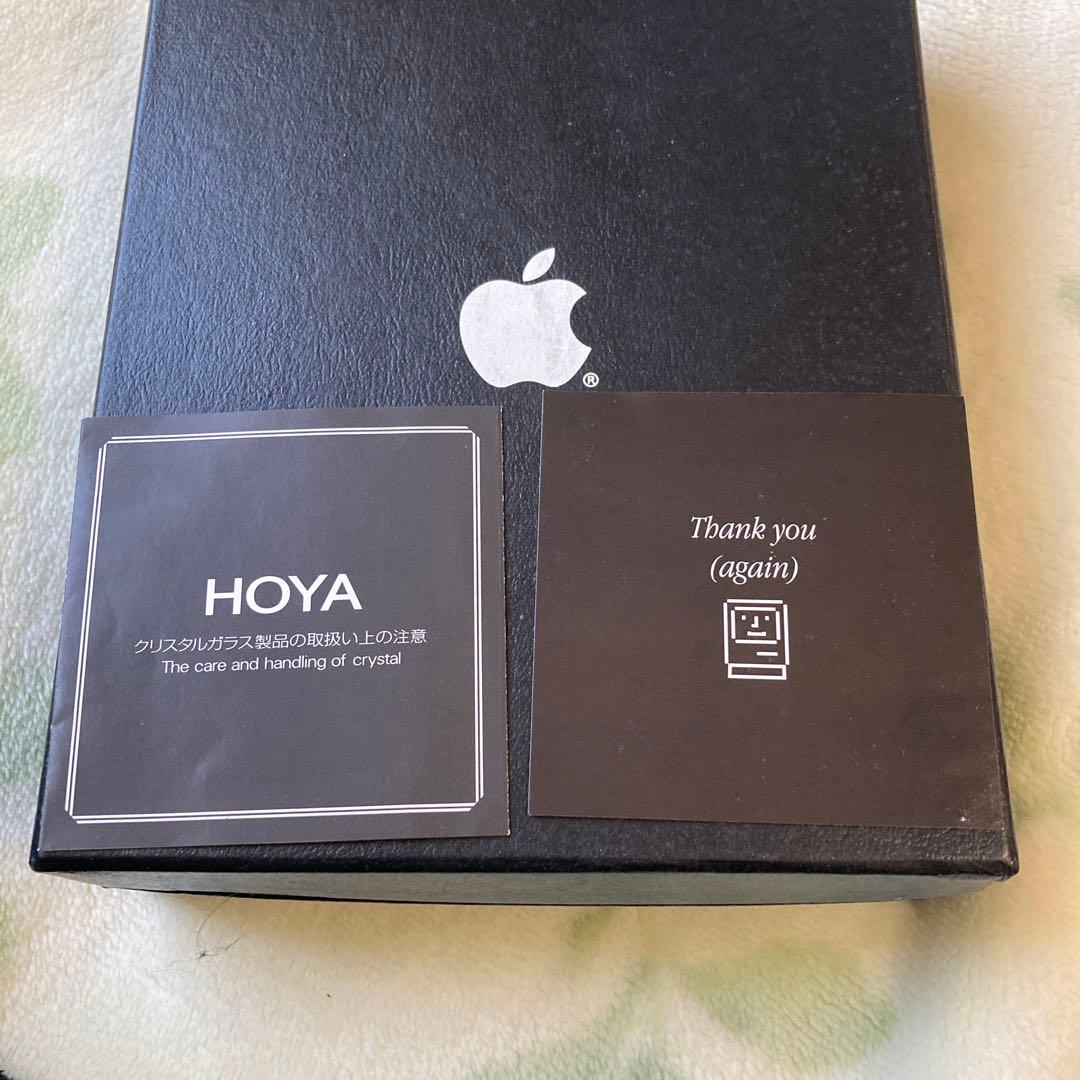 ®
HOYA
クリスタルガラス製品の取扱い上の注意
The care and handling of crystal
Thank you
(again)